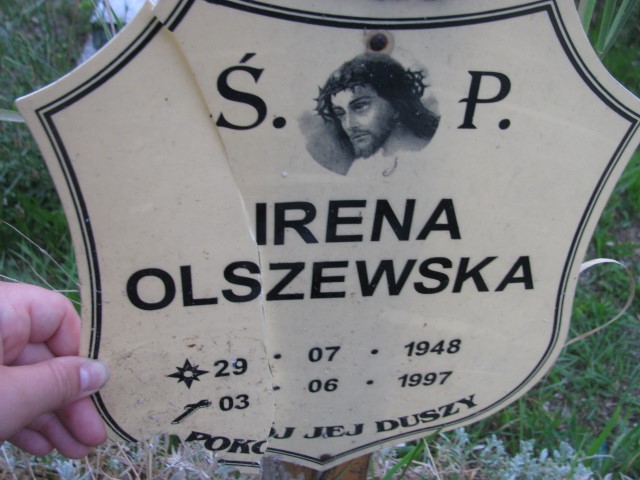 Ś. P.
IRENA
OLSZEWSKA
29 · 07 · 1948
03 · 06 · 1997
POKÓJ JEJ DUSZY